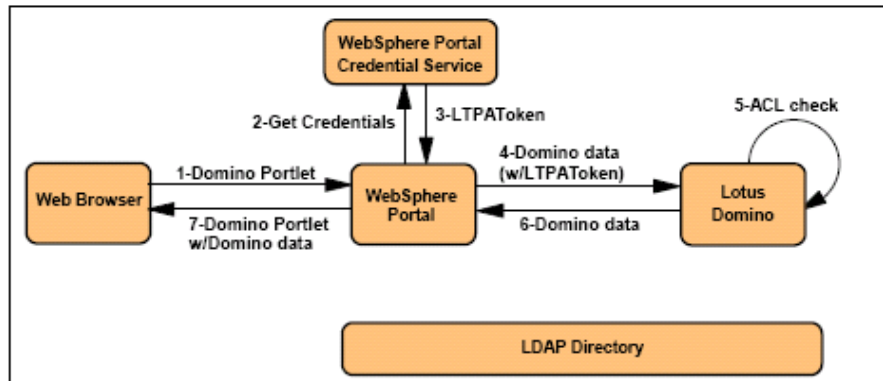 WebSphere Portal
Credential Service
5-ACL check
2-Get Credentials
3-LTPAToken
1-Domino Portlet
4-Domino data
(w/LTPAToken)
Web Browser
WebSphere
Portal
Lotus
Domino
7-Domino Portlet
w/Domino data
6-Domino data
LDAP Directory